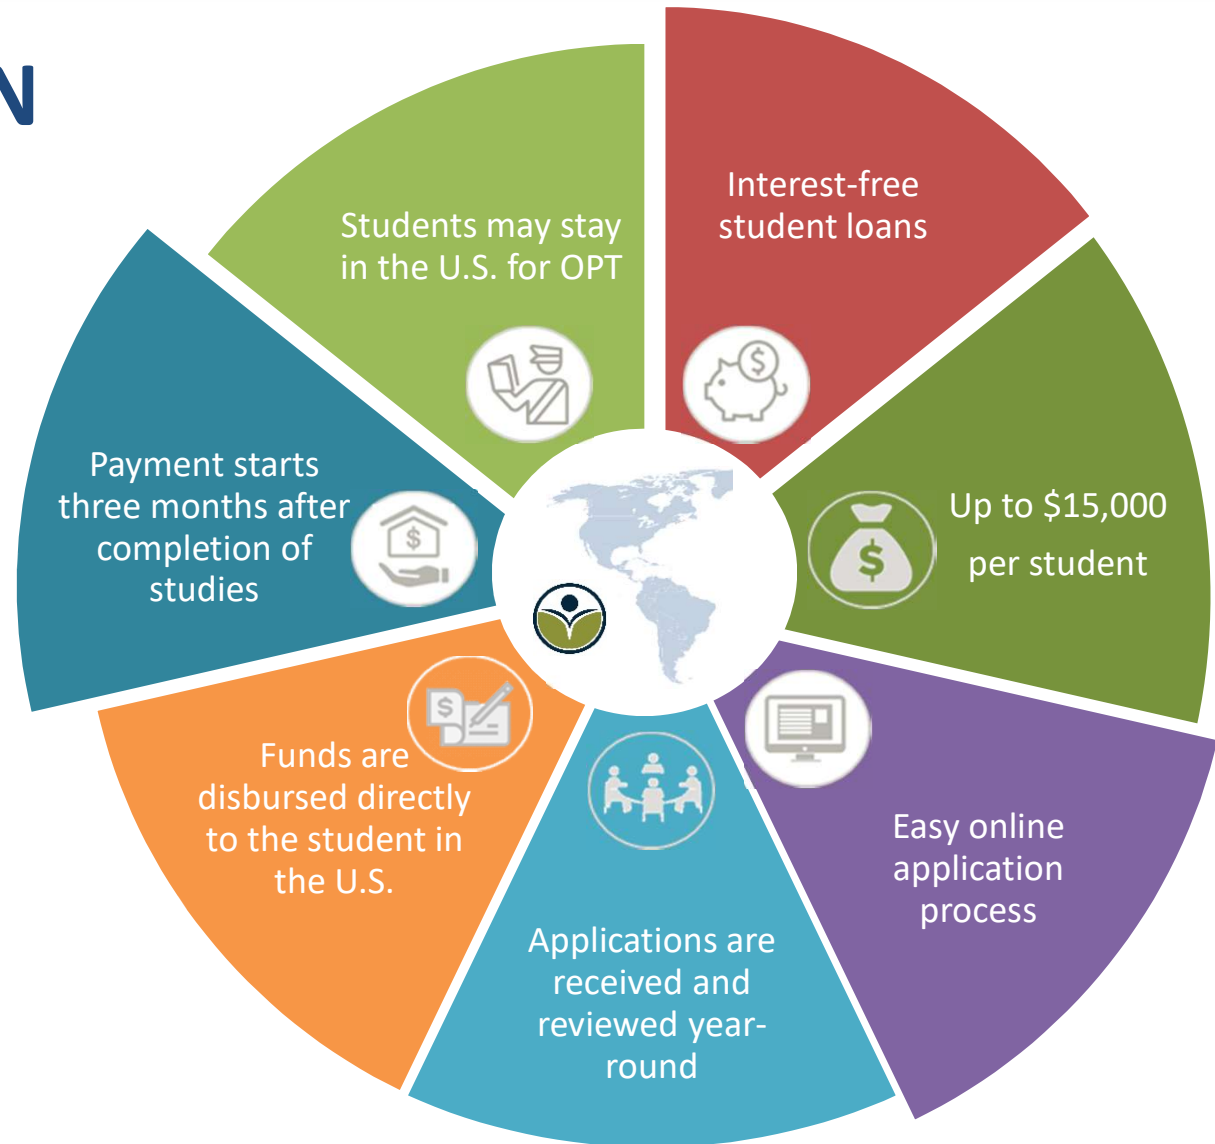 N
Interest-free
student loans
Up to $15,000
per student
Easy online
application
process
Applications are
received and
reviewed year-
round
Funds are
disbursed directly
to the student in
the U.S.
Payment starts
three months after
completion of
studies
Students may stay
in the U.S. for OPT
$
$
$
$